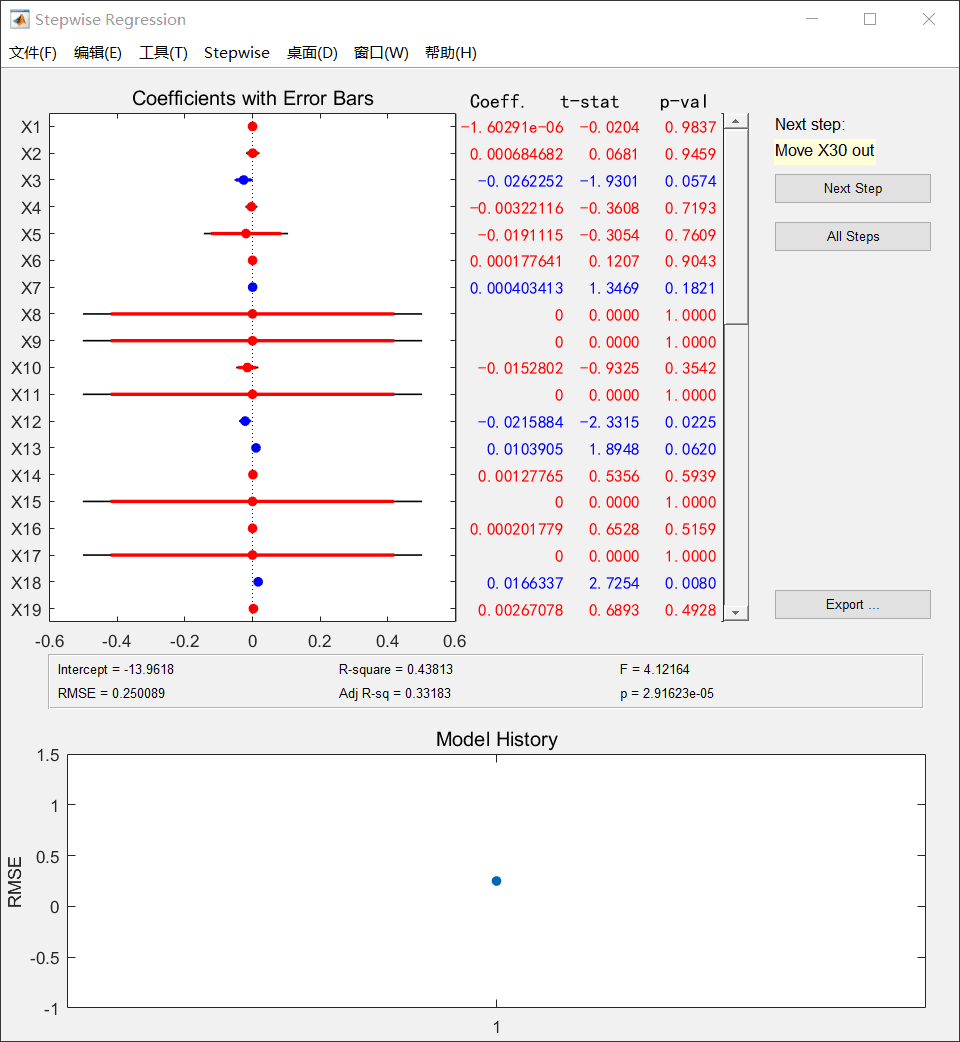 Stepwise Regression
文件(F) 编辑(E) 工具(T) Stepwise 桌面(D) 窗口(W) 帮助(H)
Coefficients with Error Bars Coeff. t-stat p-val
X1 -1.60291e-06 -0.0204 0.9837
X2 0.000684682 0.0681 0.9459
X3 -0.0262252 -1.9301 0.0574
X4 -0.00322116 -0.3608 0.7193
X5 -0.0191115 -0.3054 0.7609
X6 0.000177641 0.1207 0.9043
X7 0.000403413 1.3469 0.1821
X8 0 0.0000 1.0000
X9 0 0.0000 1.0000
X10 -0.0152802 -0.9325 0.3542
X11 0 0.0000 1.0000
X12 -0.0215884 -2.3315 0.0225
X13 0.0103905 1.8948 0.0620
X14 0.00127765 0.5356 0.5939
X15 0 0.0000 1.0000
X16 0.000201779 0.6528 0.5159
X17 0 0.0000 1.0000
X18 0.0166337 2.7254 0.0080
X19 0.00267078 0.6893 0.4928
-0.6 -0.4 -0.2 0 0.2 0.4 0.6
Next step:
Move X30 out
Next Step
All Steps
Export ...
Intercept = -13.9618 R-square = 0.43813 F = 4.12164
RMSE = 0.250089 Adj R-sq = 0.33183 p = 2.91623e-05
Model History
RMSE
1.5
1
0.5
0
-0.5
-1
1